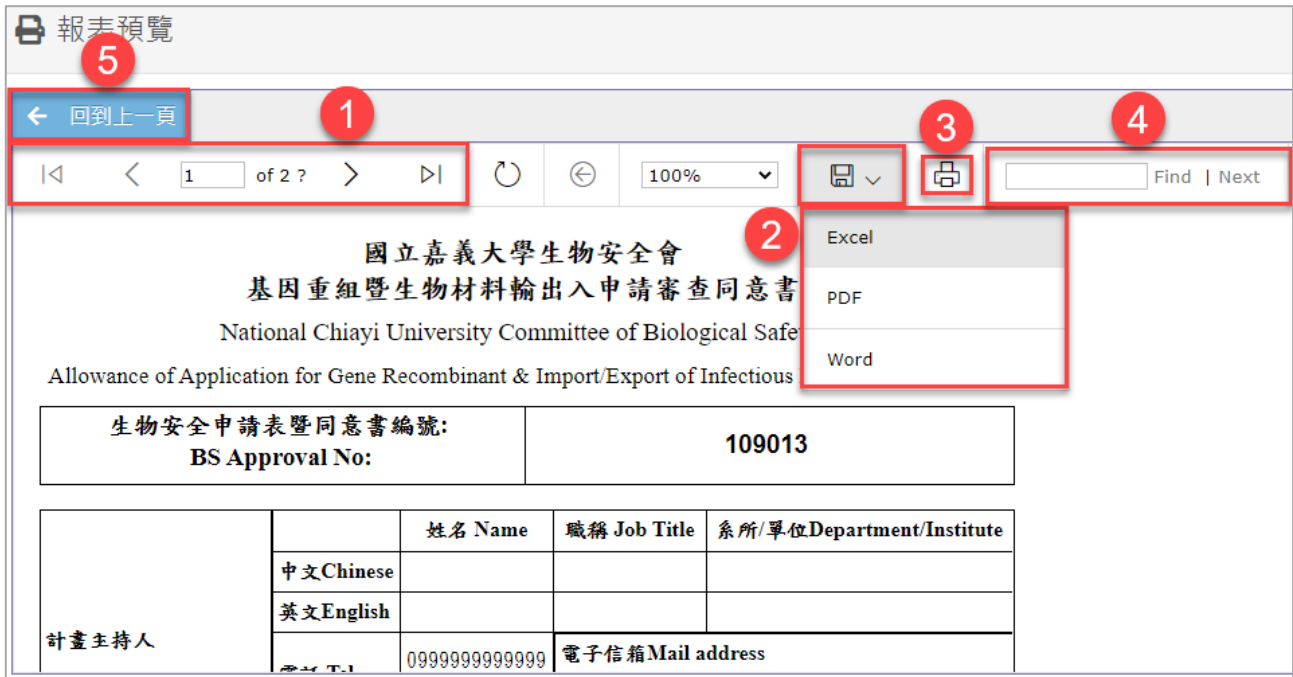 報表預覽
5
回到上一頁
1
3
4
1 of 2 ? 100% Find | Next
2
Excel
PDF
Word
國立嘉義大學生物安全會
基因重組暨生物材料輸出入申請審查同意書
National Chiayi University Committee of Biological Safe
Allowance of Application for Gene Recombinant & Import/Export of Infectious
生物安全申請表暨同意書編號:
BS Approval No:
109013
姓名 Name 職稱 Job Title 系所/單位Department/Institute
中文Chinese
英文English
計畫主持人
0999999999999 電子信箱Mail address